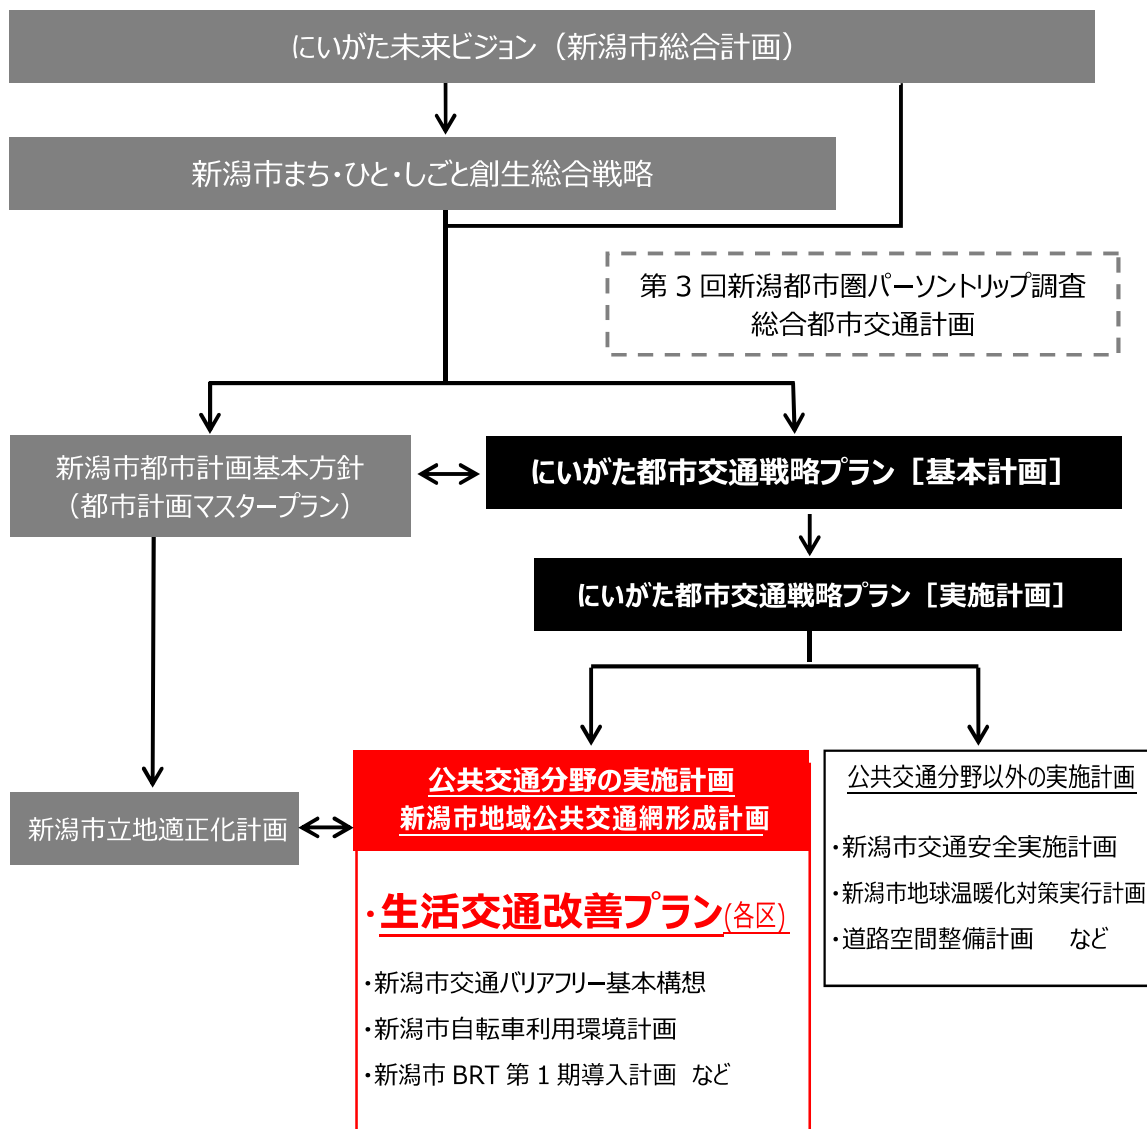 にいがた未来ビジョン（新潟市総合計画）
新潟市まち・ひと・しごと創生総合戦略
第 3 回新潟都市圏パーソントリップ調査
総合都市交通計画
新潟市都市計画基本方針
（都市計画マスタープラン）
にいがた都市交通戦略プラン［基本計画］
にいがた都市交通戦略プラン［実施計画］
新潟市立地適正化計画
公共交通分野の実施計画
新潟市地域公共交通網形成計画
・生活交通改善プラン(各区)
・新潟市交通バリアフリー基本構想
・新潟市自転車利用環境計画
・新潟市 BRT 第 1 期導入計画 など
公共交通分野以外の実施計画
・新潟市交通安全実施計画
・新潟市地球温暖化対策実行計画
・道路空間整備計画 など